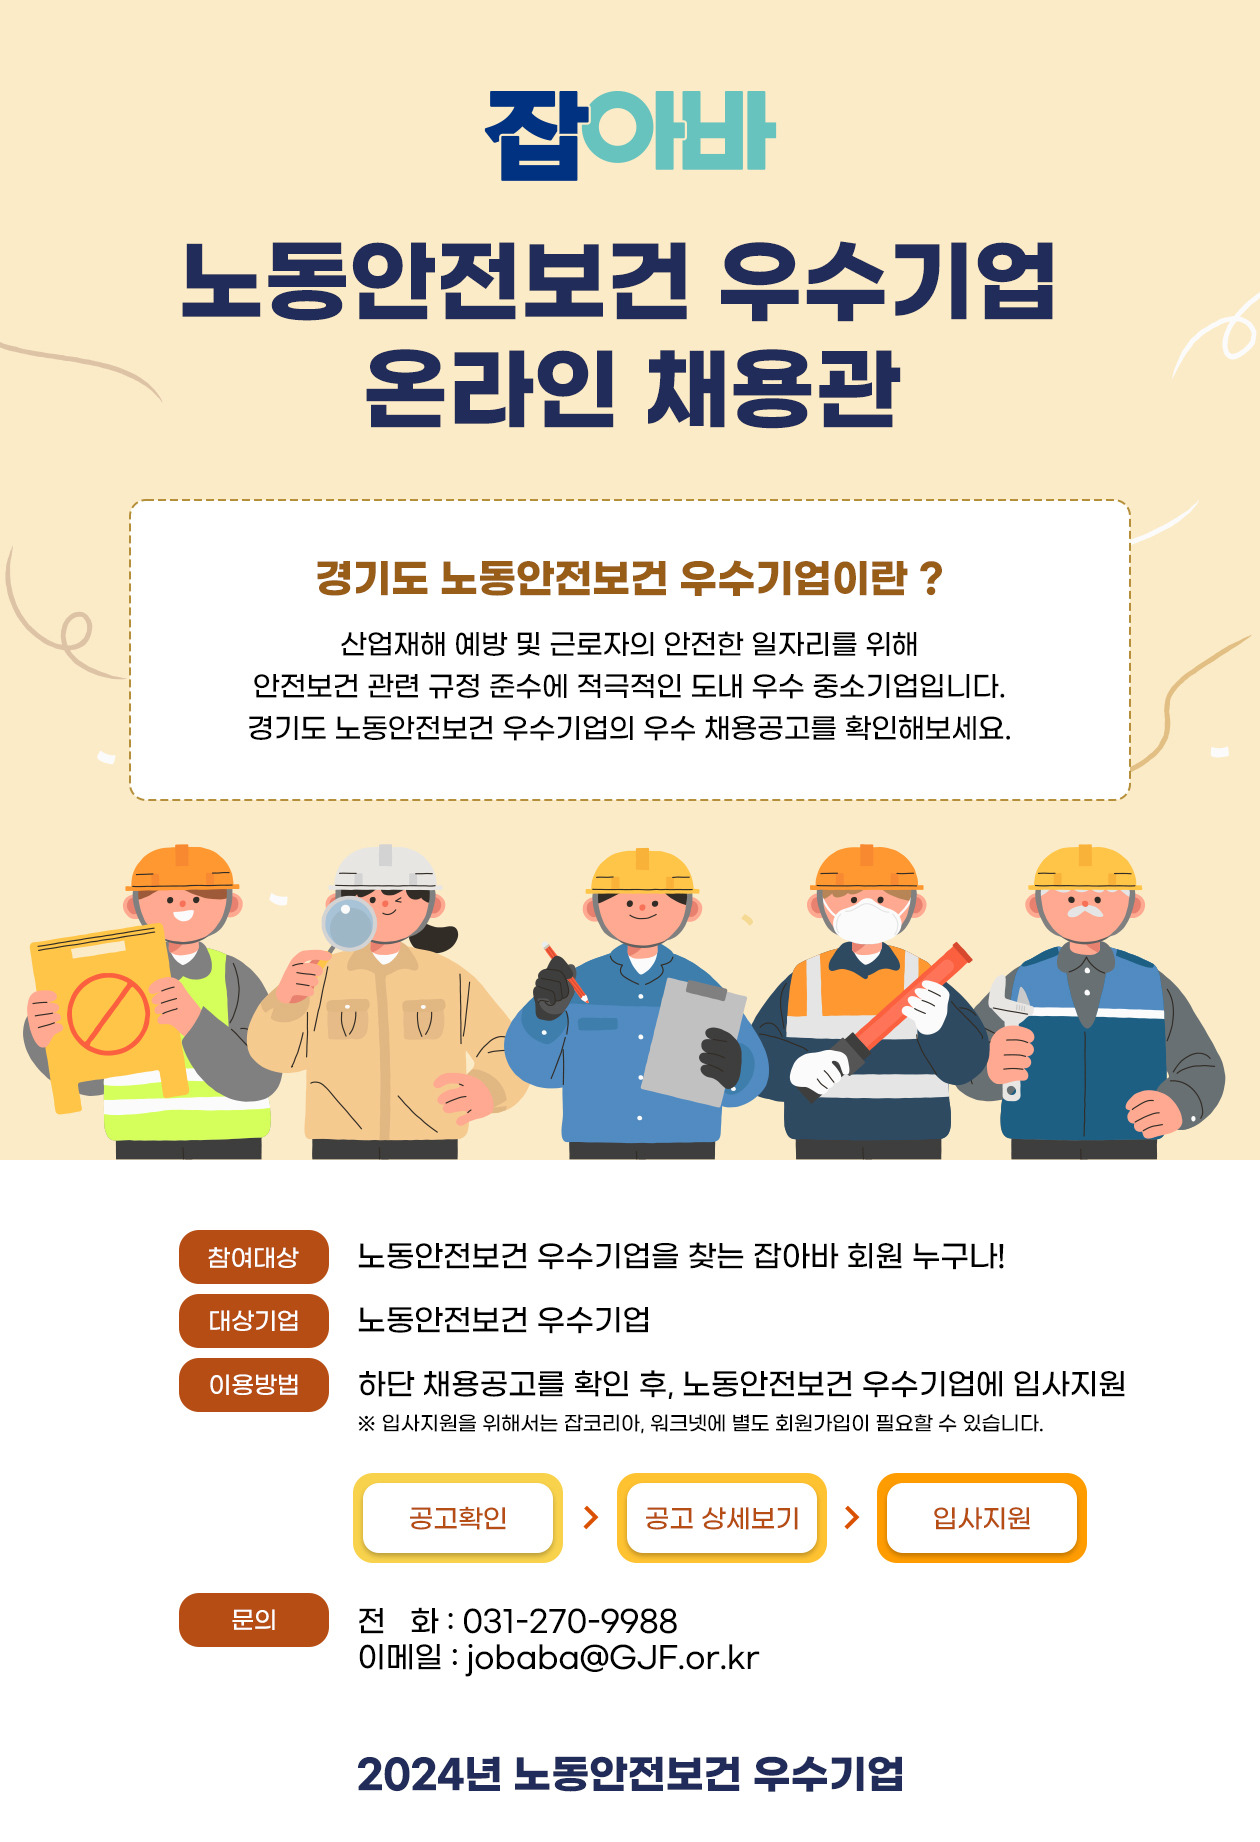 잡아바
노동안전보건 우수기업
온라인 채용관
경기도 노동안전보건 우수기업이란 ?
산업재해 예방 및 근로자의 안전한 일자리를 위해
안전보건 관련 규정 준수에 적극적인 도내 우수 중소기업입니다.
경기도 노동안전보건 우수기업의 우수 채용공고를 확인해보세요.
참여대상 노동안전보건 우수기업을 찾는 잡아바 회원 누구나!
대상기업 노동안전보건 우수기업
이용방법 하단 채용공고를 확인 후, 노동안전보건 우수기업에 입사지원
※ 입사지원을 위해서는 잡코리아, 워크넷에 별도 회원가입이 필요할 수 있습니다.
공고확인 > 공고 상세보기 > 입사지원
문의 전 화 : 031-270-9988
이메일 : jobaba@GJF.or.kr
2024년 노동안전보건 우수기업